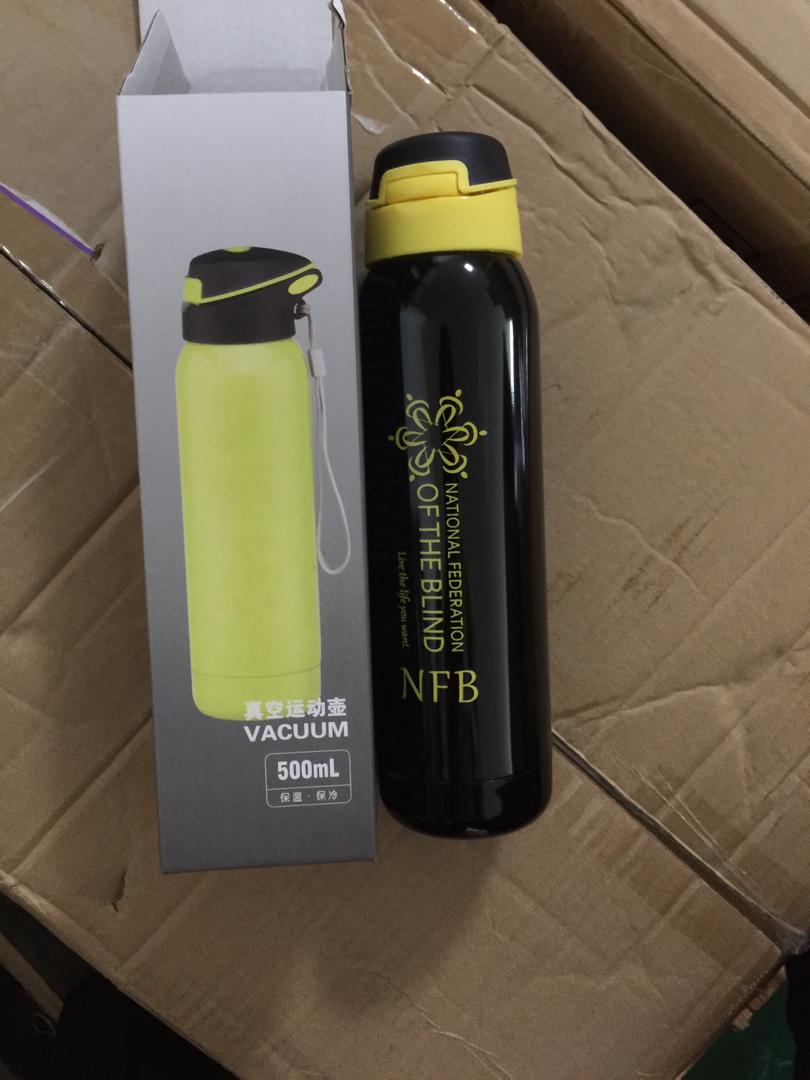 真空运动壶
VACUUM
500mL
保温·保冷
NATIONAL FEDERATION
OF THE BLIND
Live the life you want.
NFB